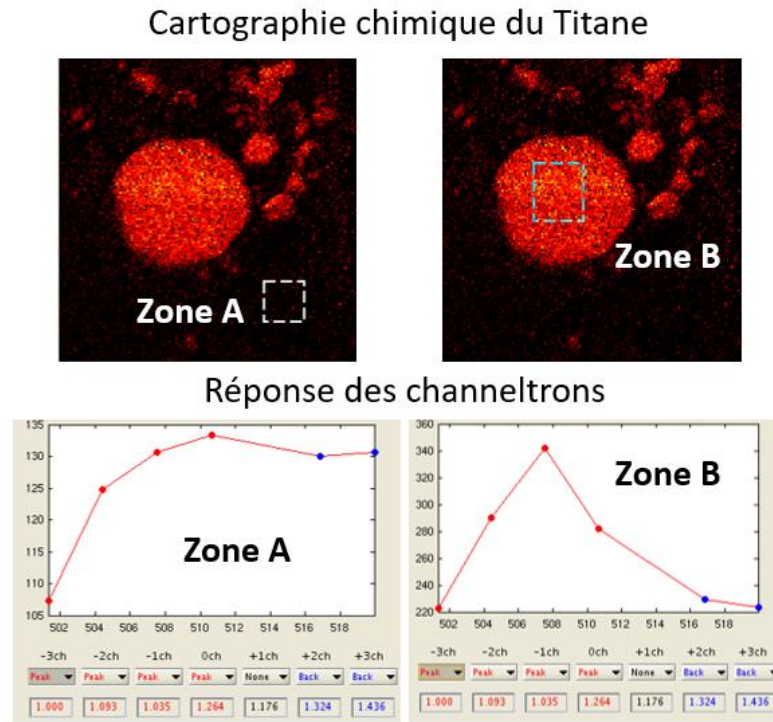 Cartographie chimique du Titane
Zone A
Zone B
Réponse des channeltrons
135
130
125
120
115
110
105
502 504 506 508 510 512 514 516 518
Zone A
-3ch -2ch -1ch 0ch +1ch +2ch +3ch
Peak Peak Peak Peak None Back Back
1.000 1.093 1.035 1.264 1.176 1.324 1.436
360
340
320
300
280
260
240
220
502 504 506 508 510 512 514 516 518
Zone B
-3ch -2ch -1ch 0ch +1ch +2ch +3ch
Peak Peak Peak Peak None Back Back
1.000 1.093 1.035 1.264 1.176 1.324 1.436